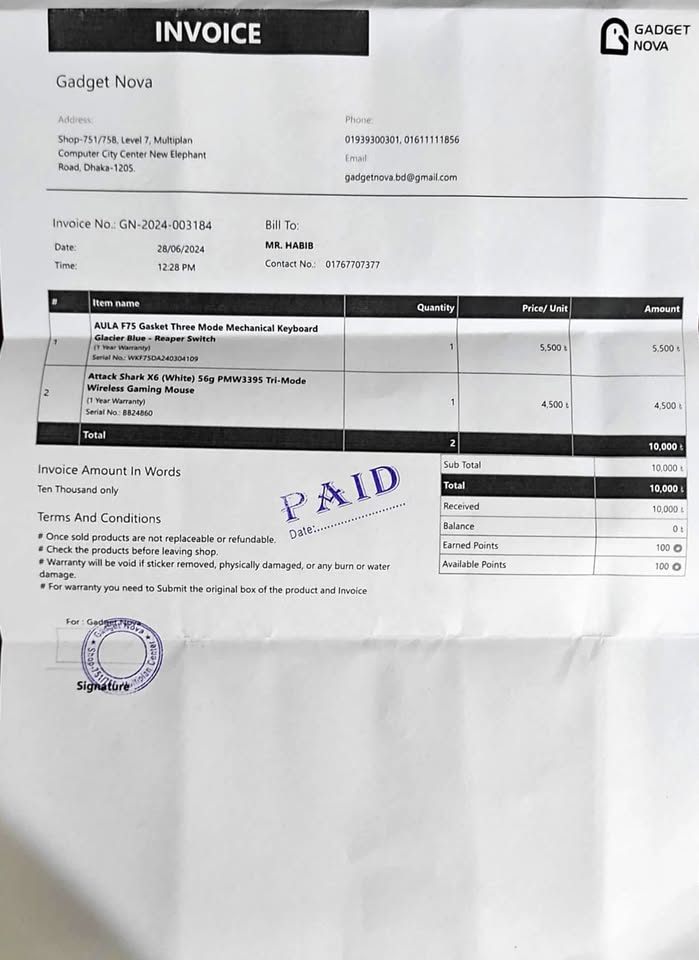 INVOICE
GADGET
NOVA
Gadget Nova
Address:
Shop-751/758, Level 7, Multiplan
Computer City Center New Elephant
Road, Dhaka-1205.
Phone:
01939300301, 01611111856
Email
gadgetnova.bd@gmail.com
Invoice No.: GN-2024-003184
Date: 28/06/2024
Time: 12:28 PM
Bill To:
MR. HABIB
Contact No.: 01767707377
# Item name Quantity Price/ Unit Amount
1 AULA F75 Gasket Three Mode Mechanical Keyboard
Glacier Blue - Reaper Switch
(1 Year Warranty)
Serial No.: WKF75DA240304109
1 5,500 ৳ 5,500 ৳
2 Attack Shark X6 (White) 56g PMW3395 Tri-Mode
Wireless Gaming Mouse
(1 Year Warranty)
Serial No.: B824860
1 4,500 ৳ 4,500 ৳
Total 2 10,000 ৳
Invoice Amount In Words
Ten Thousand only
Sub Total 10,000 ৳
Total 10,000 ৳
Received 10,000 ৳
Balance 0 ৳
Earned Points 100
Available Points 100
PAID
Date:....................
Terms And Conditions
# Once sold products are not replaceable or refundable.
# Check the products before leaving shop.
# Warranty will be void if sticker removed, physically damaged, or any burn or water
damage.
# For warranty you need to Submit the original box of the product and Invoice
For : Gadget Nova
Gadget Nova
Signature